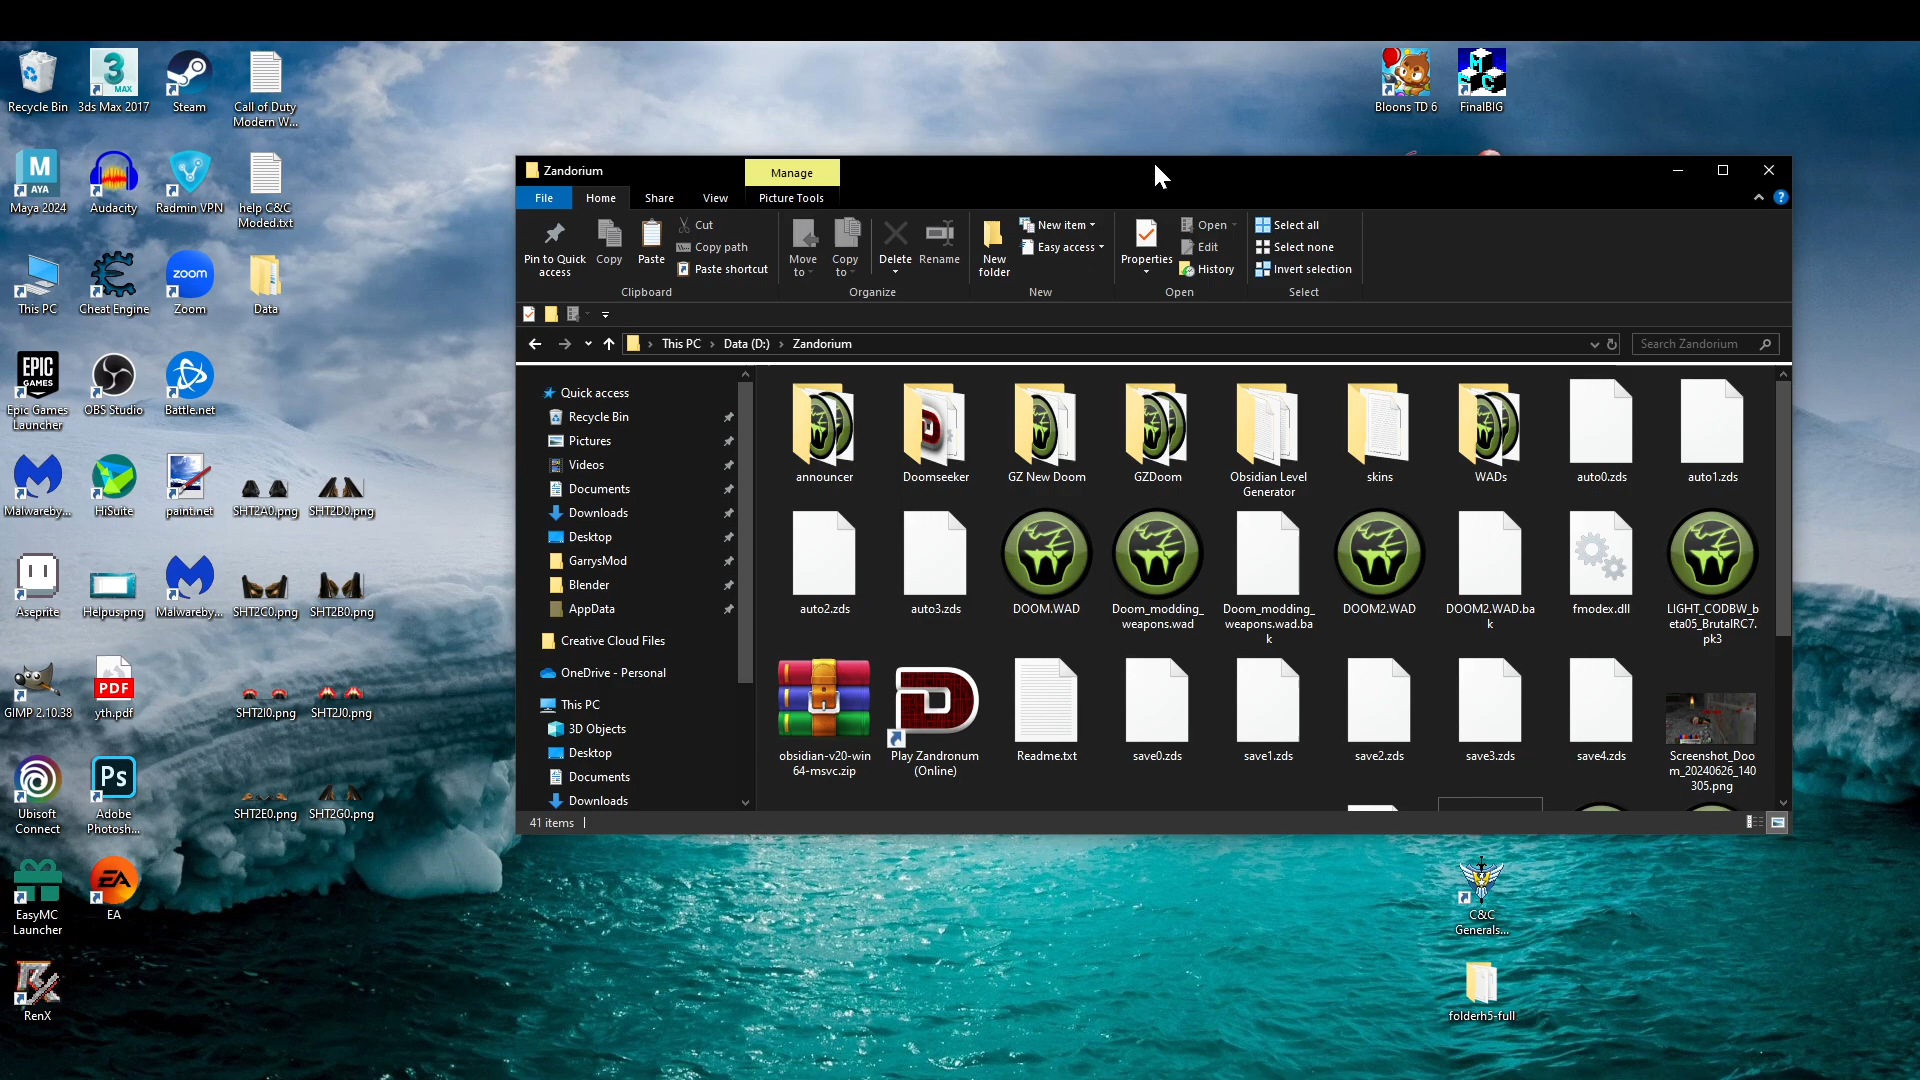 Recycle Bin
3ds Max 2017
3
MAX
Steam
Call of Duty
Modern W...
Bloons TD 6
FinalBIG
M
C
M
AYA
Maya 2024
Audacity
Radmin VPN
help C&C
Moded.txt
This PC
Cheat Engine
zoom
Zoom
Data
EPIC
GAMES
Epic Games
Launcher
OBS Studio
Battle.net
Malwareby...
HiSuite
paint.net
SHT2A0.png
SHT2D0.png
Aseprite
Helpus.png
Malwareby...
SHT2C0.png
SHT2B0.png
GIMP 2.10.38
PDF
yth.pdf
SHT2I0.png
SHT2J0.png
Ubisoft
Connect
Ps
Adobe
Photosh...
SHT2E0.png
SHT2G0.png
EasyMC
Launcher
EA
EA
RenX
C&C
Generals...
folderh5-full
Zandorium
Manage
File
Home
Share
View
Picture Tools
?
Pin to Quick
access
Copy
Paste
Cut
Copy path
Paste shortcut
Clipboard
Move
to
Copy
to
Delete
Rename
Organize
New
folder
New item
Easy access
New
Properties
Open
Edit
History
Open
Select all
Select none
Invert selection
Select
This PC
Data (D:)
Zandorium
Search Zandorium
Quick access
Recycle Bin
Pictures
Videos
Documents
Downloads
Desktop
GarrysMod
Blender
AppData
Creative Cloud Files
OneDrive - Personal
This PC
3D Objects
Desktop
Documents
Downloads
announcer
Doomseeker
GZ New Doom
GZDoom
Obsidian Level
Generator
skins
WADs
auto0.zds
auto1.zds
auto2.zds
auto3.zds
DOOM.WAD
Doom_modding_
weapons.wad
Doom_modding_
weapons.wad.ba
k
DOOM2.WAD
DOOM2.WAD.ba
k
fmodex.dll
LIGHT_CODBW_b
eta05_BrutalRC7.
pk3
obsidian-v20-win
64-msvc.zip
Play Zandronum
(Online)
Readme.txt
save0.zds
save1.zds
save2.zds
save3.zds
save4.zds
Screenshot_Doo
m_20240626_140
305.png
41 items